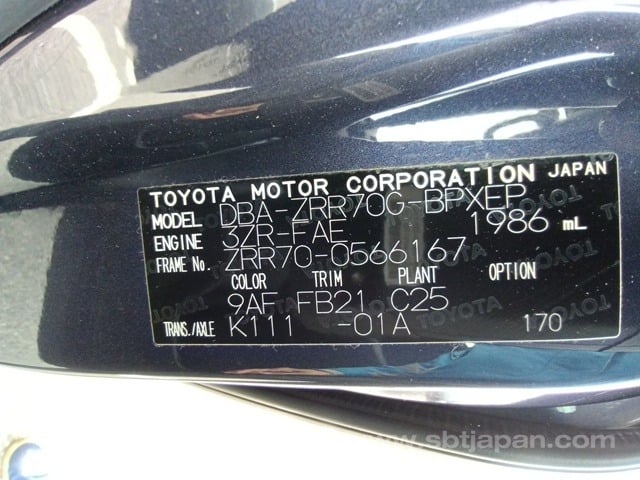 TOYOTA MOTOR CORPORATION JAPAN
MODEL DBA-ZRR70G-BPXEP
ENGINE 3ZR-FAE 1986 mL
FRAME No. ZRR70-0566167
COLOR TRIM PLANT OPTION
9AF FB21 C25
TRANS./AXLE K111 -01A 170
www.sbtjapan.com